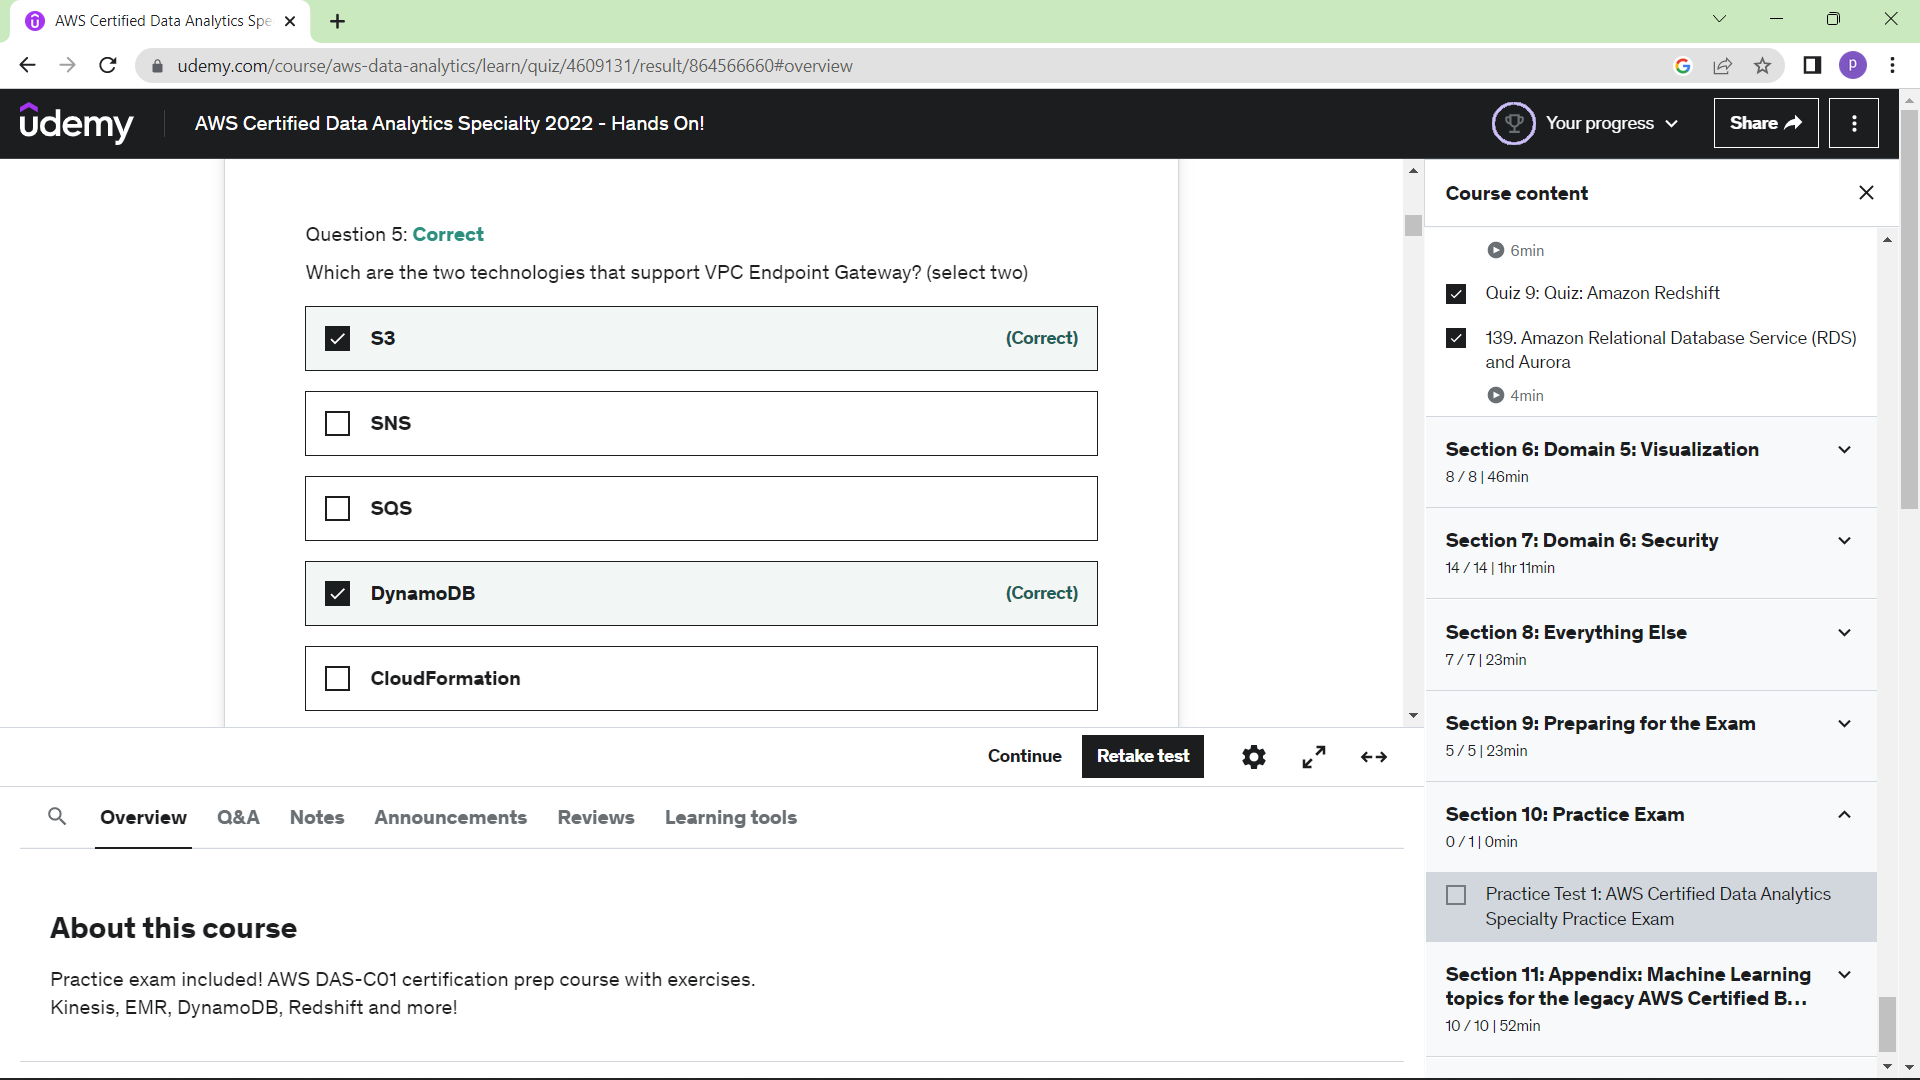 AWS Certified Data Analytics Spe
udemy.com/course/aws-data-analytics/learn/quiz/4609131/result/864566660#overview
P
udemy
AWS Certified Data Analytics Specialty 2022 - Hands On!
Your progress
Share
Question 5: Correct
Which are the two technologies that support VPC Endpoint Gateway? (select two)
S3
(Correct)
SNS
SQS
DynamoDB
(Correct)
CloudFormation
Continue
Retake test
Overview
Q&A
Notes
Announcements
Reviews
Learning tools
About this course
Practice exam included! AWS DAS-C01 certification prep course with exercises.
Kinesis, EMR, DynamoDB, Redshift and more!
Course content
6min
Quiz 9: Quiz: Amazon Redshift
139. Amazon Relational Database Service (RDS)
and Aurora
4min
Section 6: Domain 5: Visualization
8 / 8 | 46min
Section 7: Domain 6: Security
14 / 14 | 1hr 11min
Section 8: Everything Else
7 / 7 | 23min
Section 9: Preparing for the Exam
5 / 5 | 23min
Section 10: Practice Exam
0 / 1 | 0min
Practice Test 1: AWS Certified Data Analytics
Specialty Practice Exam
Section 11: Appendix: Machine Learning
topics for the legacy AWS Certified B...
10 / 10 | 52min